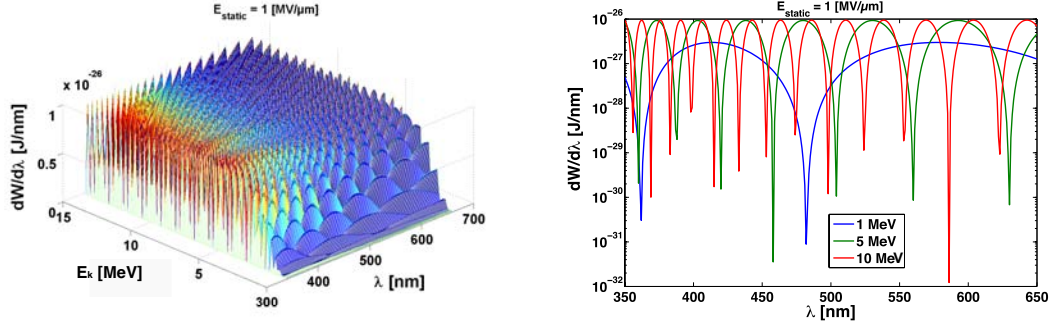 E_static = 1 [MV/μm]
x 10^-26
1
0.5
0
dW/dλ [J/nm]
15
10
5
E_k [MeV]
300
400
500
600
700
λ [nm]
E_static = 1 [MV/μm]
10^-26
10^-27
10^-28
10^-29
10^-30
10^-31
10^-32
dW/dλ [J/nm]
1 MeV
5 MeV
10 MeV
350 400 450 500 550 600 650
λ [nm]